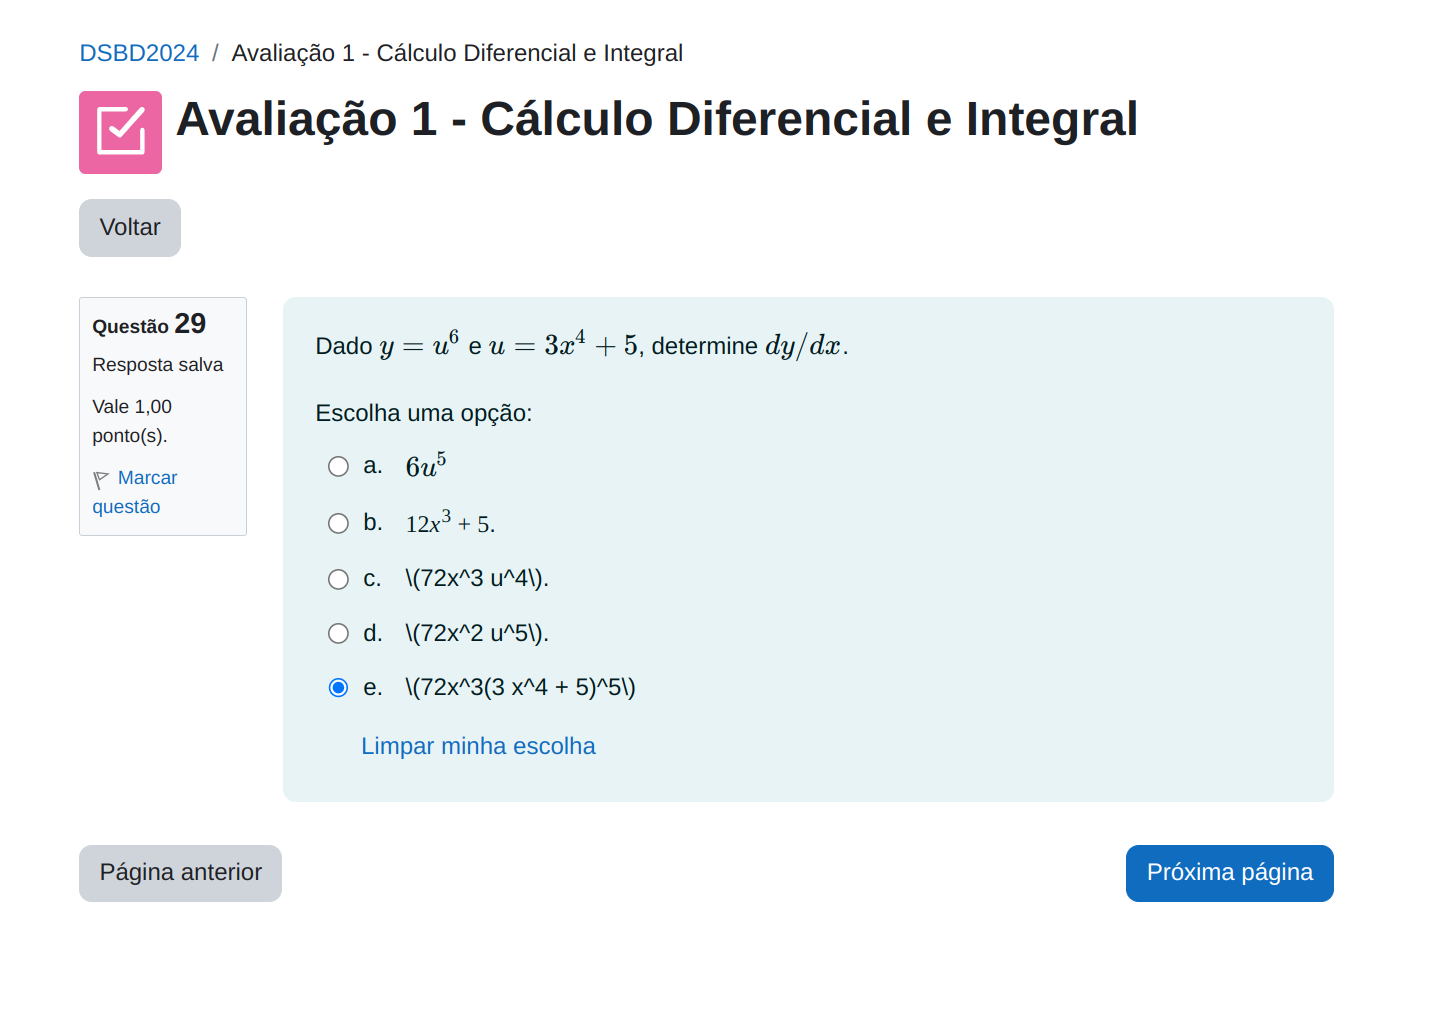 DSBD2024 / Avaliação 1 - Cálculo Diferencial e Integral
Avaliação 1 - Cálculo Diferencial e Integral
Voltar
Questão 29
Resposta salva
Vale 1,00
ponto(s).
Marcar
questão
Dado y = u^6 e u = 3x^4 + 5, determine dy/dx.
Escolha uma opção:
a. 6u^5
b. 12x^3 + 5.
c. \(72x^3 u^4\).
d. \(72x^2 u^5\).
e. \(72x^3(3 x^4 + 5)^5\)
Limpar minha escolha
Página anterior
Próxima página